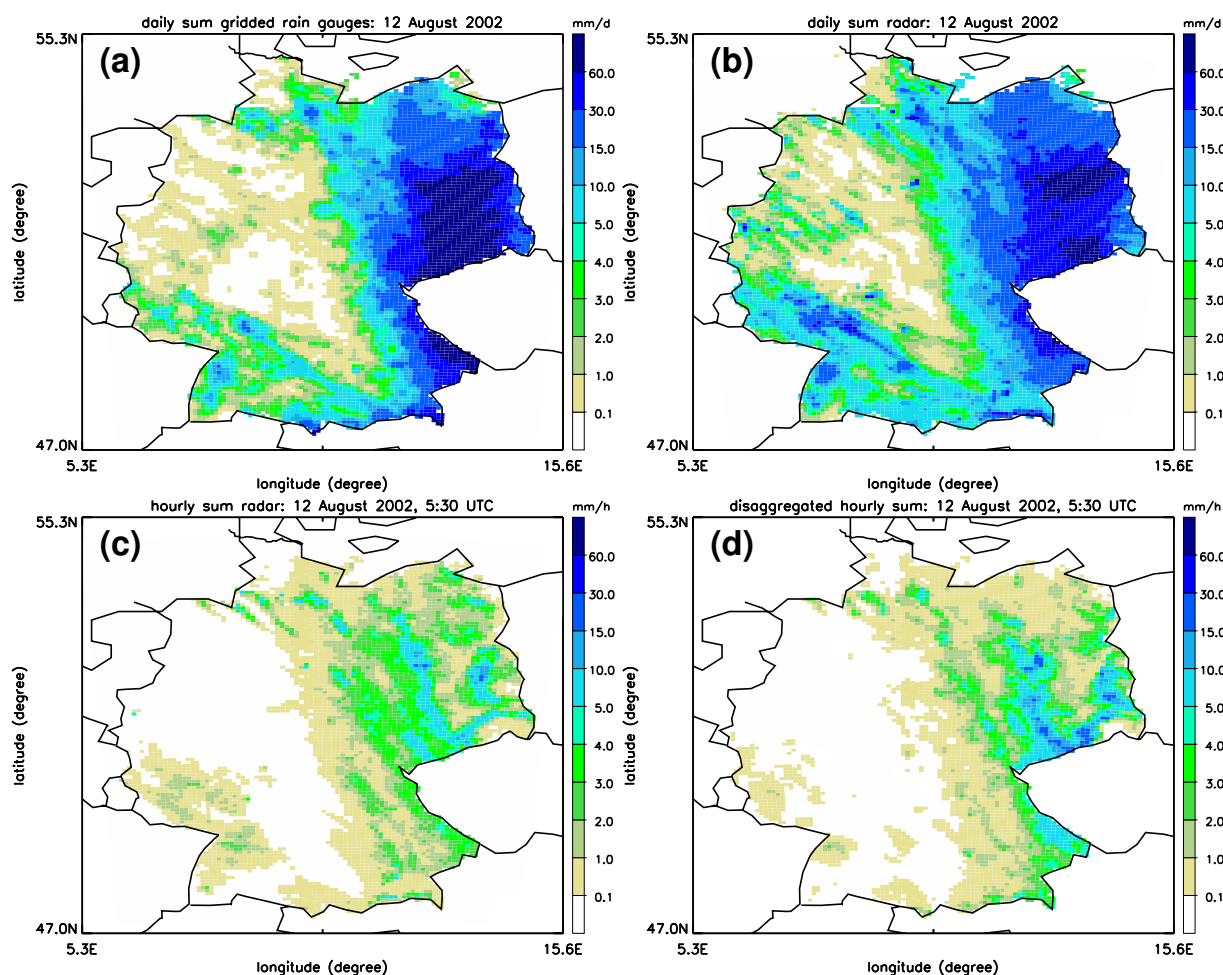 daily sum gridded rain gauges: 12 August 2002
mm/d
55.3N
(a)
60.0
30.0
15.0
10.0
5.0
4.0
3.0
2.0
1.0
0.1
latitude (degree)
47.0N
5.3E
15.6E
longitude (degree)
daily sum radar: 12 August 2002
mm/d
55.3N
(b)
60.0
30.0
15.0
10.0
5.0
4.0
3.0
2.0
1.0
0.1
latitude (degree)
47.0N
5.3E
15.6E
longitude (degree)
hourly sum radar: 12 August 2002, 5:30 UTC
mm/h
55.3N
(c)
60.0
30.0
15.0
10.0
5.0
4.0
3.0
2.0
1.0
0.1
latitude (degree)
47.0N
5.3E
15.6E
longitude (degree)
disaggregated hourly sum: 12 August 2002, 5:30 UTC
mm/h
55.3N
(d)
60.0
30.0
15.0
10.0
5.0
4.0
3.0
2.0
1.0
0.1
latitude (degree)
47.0N
5.3E
15.6E
longitude (degree)